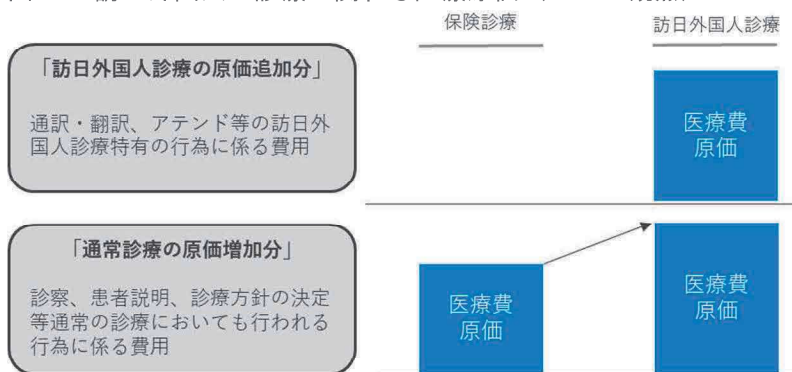 保険診療
訪日外国人診療
「訪日外国人診療の原価追加分」
通訳・翻訳、アテンド等の訪日外
国人診療特有の行為に係る費用
医療費
原価
「通常診療の原価増加分」
診察、患者説明、診療方針の決定
等通常の診療においても行われる
行為に係る費用
医療費
原価
医療費
原価